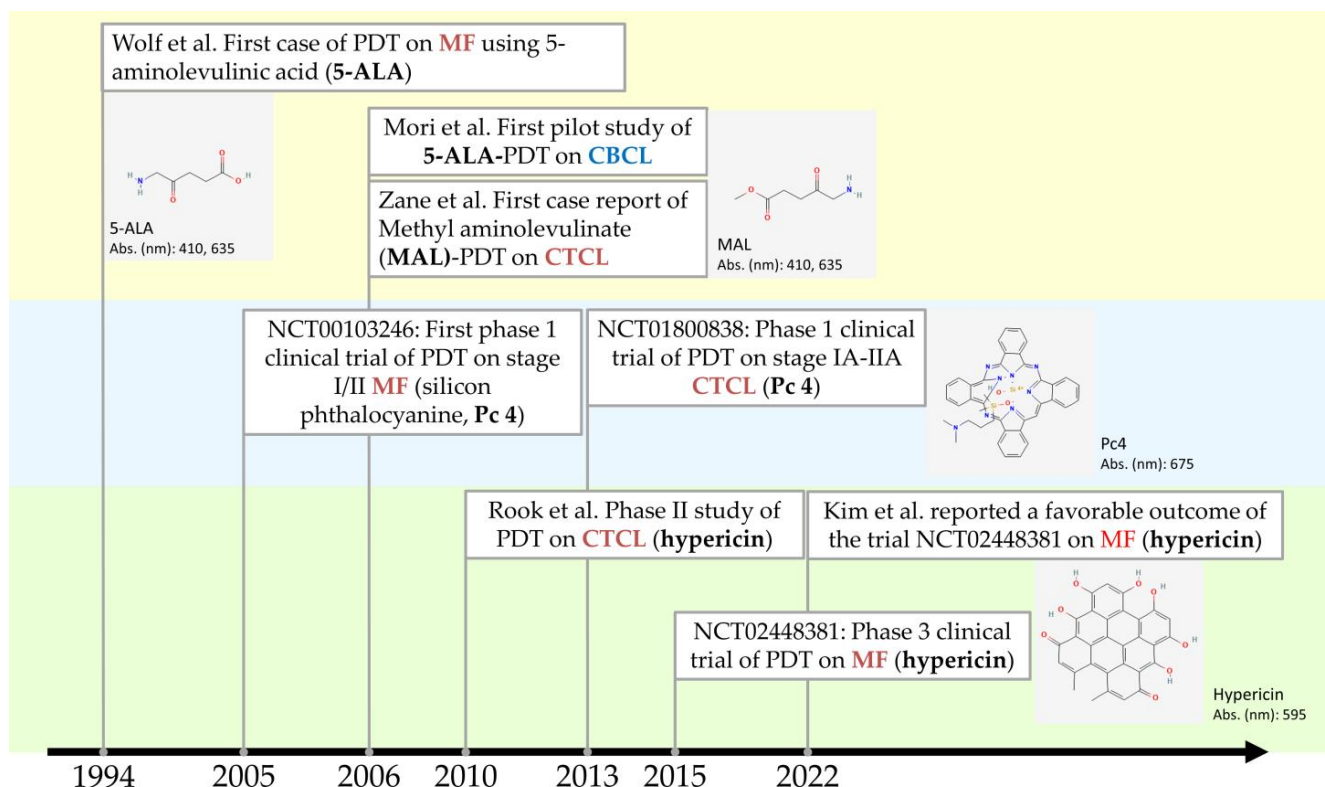 Wolf et al. First case of PDT on MF using 5-
aminolevulinic acid (5-ALA)
5-ALA
Abs. (nm): 410, 635
Mori et al. First pilot study of
5-ALA-PDT on CBCL
Zane et al. First case report of
Methyl aminolevulinate
(MAL)-PDT on CTCL
MAL
Abs. (nm): 410, 635
NCT00103246: First phase 1
clinical trial of PDT on stage
I/II MF (silicon
phthalocyanine, Pc 4)
NCT01800838: Phase 1 clinical
trial of PDT on stage IA-IIA
CTCL (Pc 4)
Pc4
Abs. (nm): 675
Rook et al. Phase II study of
PDT on CTCL (hypericin)
Kim et al. reported a favorable outcome of
the trial NCT02448381 on MF (hypericin)
NCT02448381: Phase 3 clinical
trial of PDT on MF (hypericin)
Hypericin
Abs. (nm): 595
1994 2005 2006 2010 2013 2015 2022